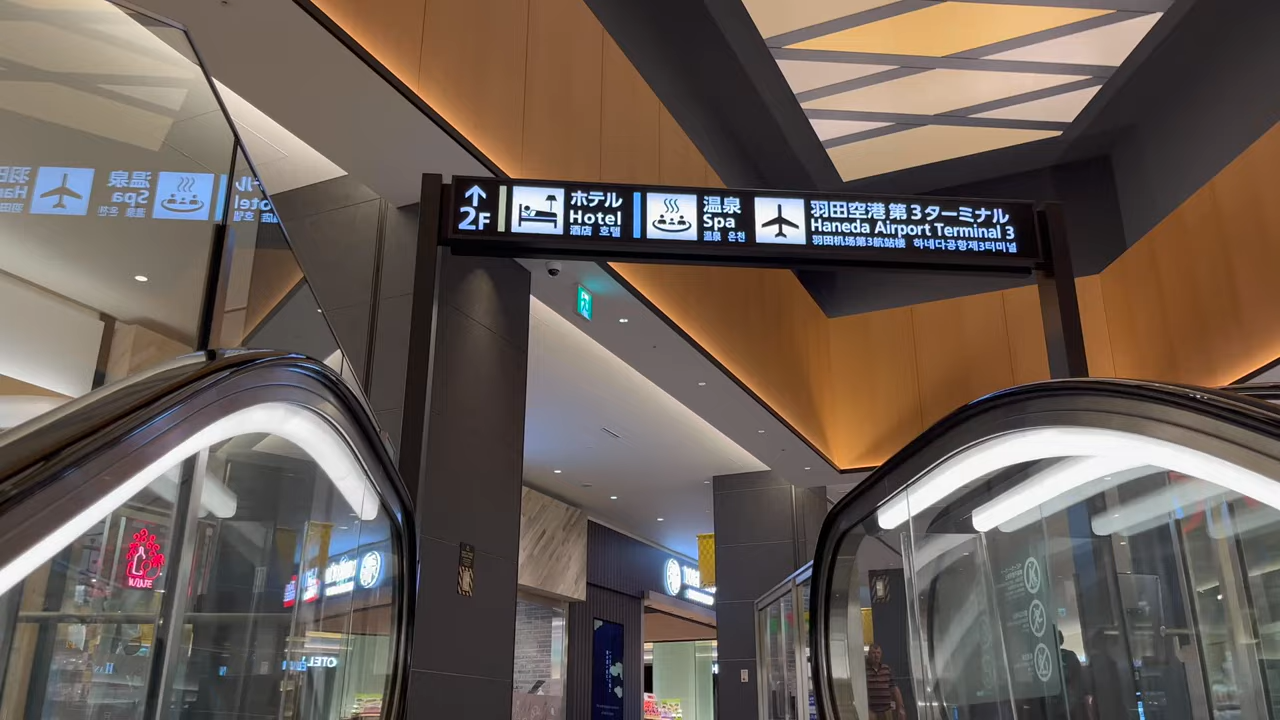 2F
ホテル
Hotel
酒店 호텔
温泉
Spa
温泉 온천
羽田空港 第3ターミナル
Haneda Airport Terminal 3
羽田机场第3航站楼 하네다공항제3터미널